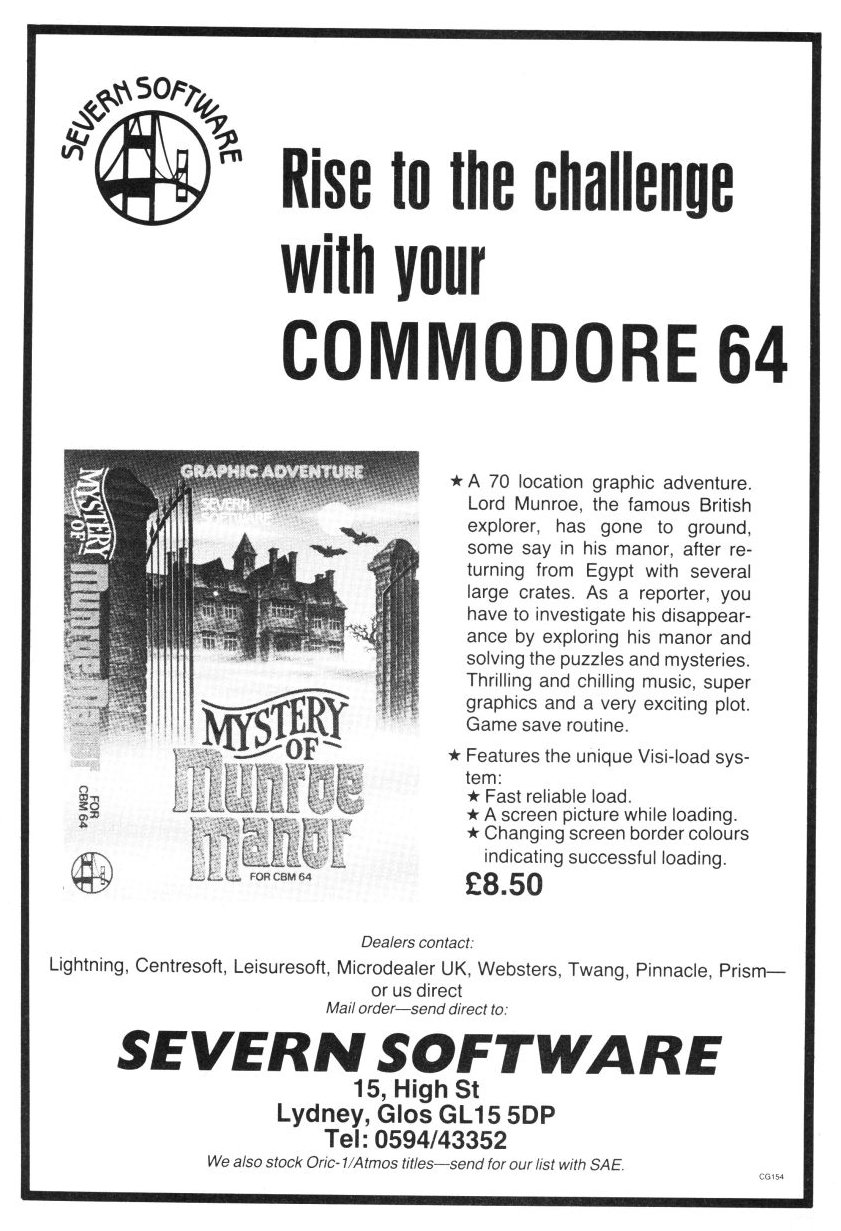 SEVERN SOFTWARE
Rise to the challenge
with your
COMMODORE 64
GRAPHIC ADVENTURE
SEVERN
SOFTWARE
MYSTERY
OF
Munroe Manor
FOR
CBM 64
MYSTERY
OF
Munroe
manor
FOR CBM 64
★ A 70 location graphic adventure.
Lord Munroe, the famous British
explorer, has gone to ground,
some say in his manor, after re-
turning from Egypt with several
large crates. As a reporter, you
have to investigate his disappear-
ance by exploring his manor and
solving the puzzles and mysteries.
Thrilling and chilling music, super
graphics and a very exciting plot.
Game save routine.
★ Features the unique Visi-load sys-
tem:
★ Fast reliable load.
★ A screen picture while loading.
★ Changing screen border colours
indicating successful loading.
£8.50
Dealers contact:
Lightning, Centresoft, Leisuresoft, Microdealer UK, Websters, Twang, Pinnacle, Prism—
or us direct
Mail order—send direct to:
SEVERN SOFTWARE
15, High St
Lydney, Glos GL15 5DP
Tel: 0594/43352
We also stock Oric-1/Atmos titles—send for our list with SAE.
CG154